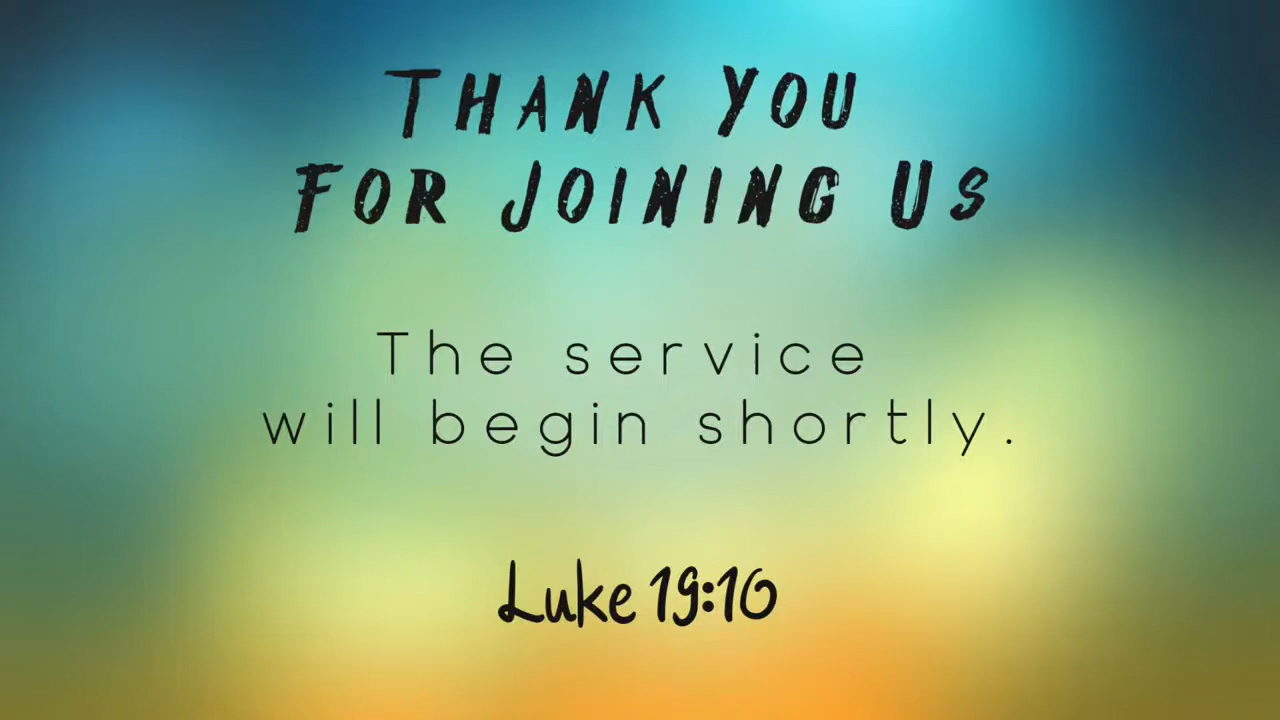 Thank You
For Joining Us
The service
will begin shortly.
Luke 19:10